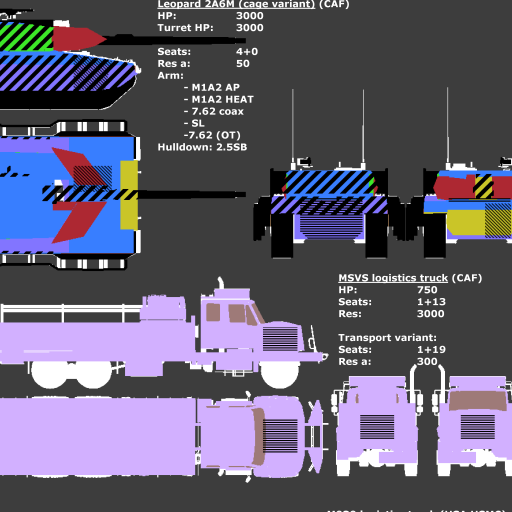 Leopard 2A6M (cage variant) (CAF)
HP: 3000
Turret HP: 3000
Seats: 4+0
Res a: 50
Arm:
- M1A2 AP
- M1A2 HEAT
- 7.62 coax
- SL
-7.62 (OT)
Hulldown: 2.5SB
MSVS logistics truck (CAF)
HP: 750
Seats: 1+13
Res: 3000
Transport variant:
Seats: 1+19
Res a: 300